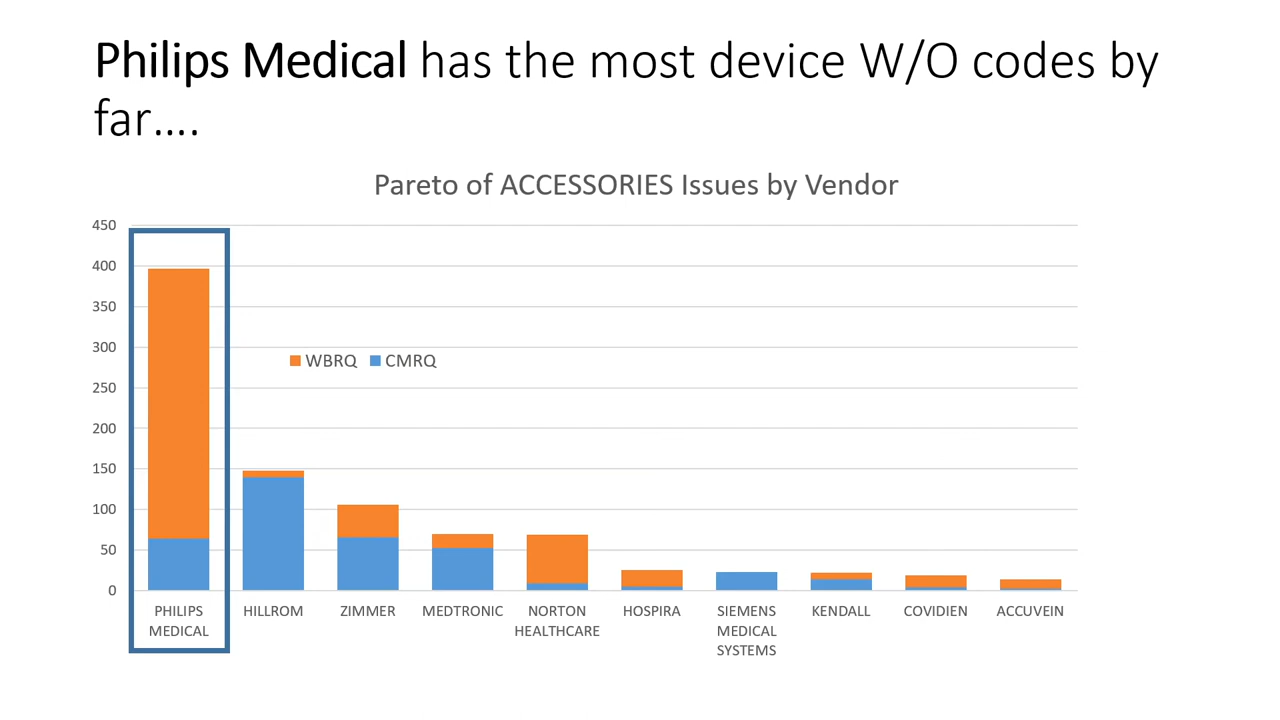 Philips Medical has the most device W/O codes by
far....
Pareto of ACCESSORIES Issues by Vendor
450
400
350
300
250
200
150
100
50
0
WBRQ CMRQ
PHILIPS
MEDICAL
HILLROM
ZIMMER
MEDTRONIC
NORTON
HEALTHCARE
HOSPIRA
SIEMENS
MEDICAL
SYSTEMS
KENDALL
COVIDIEN
ACCUVEIN